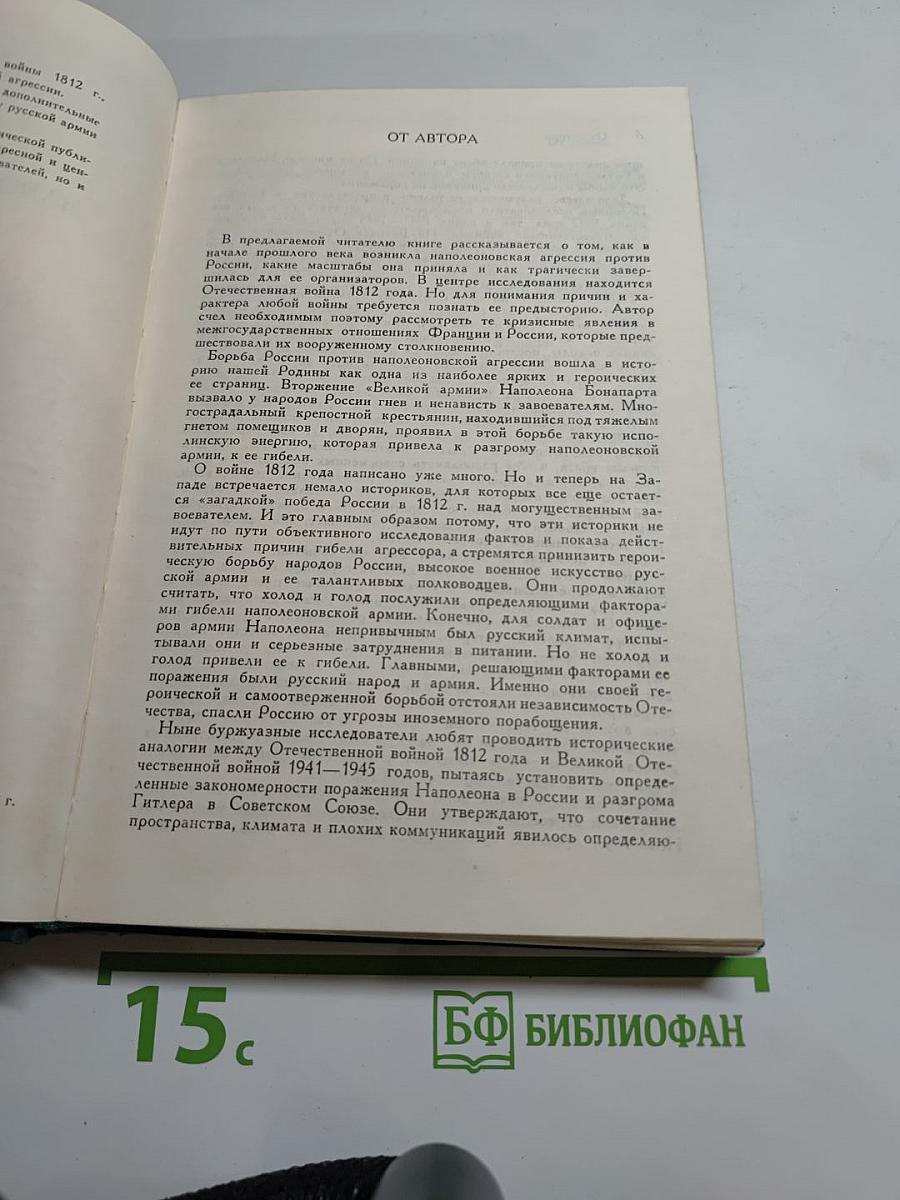 войны 1812 г.,
агрессии.
дополнительные
русской армии
ческой публи-
ресной и цен-
вателей, но и
г.
ОТ АВТОРА
В предлагаемой читателю книге рассказывается о том, как в
начале прошлого века возникла наполеоновская агрессия против
России, какие масштабы она приняла и как трагически завер-
шилась для ее организаторов. В центре исследования находится
Отечественная война 1812 года. Но для понимания причин и ха-
рактера любой войны требуется познать ее предысторию. Автор
счел необходимым поэтому рассмотреть те кризисные явления в
межгосударственных отношениях Франции и России, которые пред-
шествовали их вооруженному столкновению.
Борьба России против наполеоновской агрессии вошла в исто-
рию нашей Родины как одна из наиболее ярких и героических
ее страниц. Вторжение «Великой армии» Наполеона Бонапарта
вызвало у народов России гнев и ненависть к завоевателям. Мно-
гострадальный крепостной крестьянин, находившийся под тяжелым
гнетом помещиков и дворян, проявил в этой борьбе такую испо-
линскую энергию, которая привела к разгрому наполеоновской
армии, к ее гибели.
О войне 1812 года написано уже много. Но и теперь на За-
паде встречается немало историков, для которых все еще остает-
ся «загадкой» победа России в 1812 г. над могущественным за-
воевателем. И это главным образом потому, что эти историки не
идут по пути объективного исследования фактов и показа дейст-
вительных причин гибели агрессора, а стремятся принизить герои-
ческую борьбу народов России, высокое военное искусство рус-
ской армии и ее талантливых полководцев. Они продолжают
считать, что холод и голод послужили определяющими фактора-
ми гибели наполеоновской армии. Конечно, для солдат и офице-
ров армии Наполеона непривычным был русский климат, испы-
тывали они и серьезные затруднения в питании. Но не холод и
голод привели ее к гибели. Главными, решающими факторами ее
поражения были русский народ и армия. Именно они своей ге-
роической и самоотверженной борьбой отстояли независимость Оте-
чества, спасли Россию от угрозы иноземного порабощения.
Ныне буржуазные исследователи любят проводить исторические
аналогии между Отечественной войной 1812 года и Великой Оте-
чественной войной 1941—1945 годов, пытаясь установить опреде-
ленные закономерности поражения Наполеона в России и разгрома
Гитлера в Советском Союзе. Они утверждают, что сочетание
пространства, климата и плохих коммуникаций явилось определяю-
15 с
БФ БИБЛИОФАН